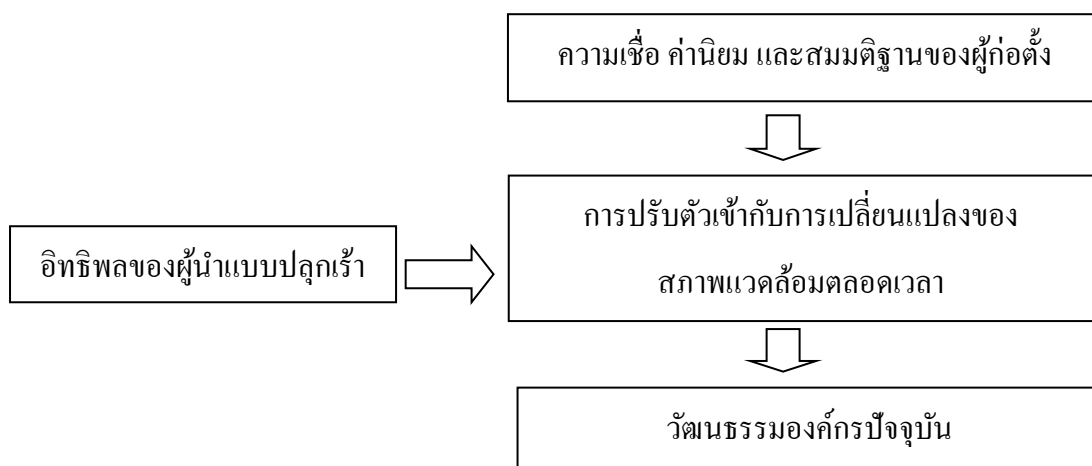 ความเชื่อ ค่านิยม และสมมติฐานของผู้ก่อตั้ง
การปรับตัวเข้ากับการเปลี่ยนแปลงของ
สภาพแวดล้อมตลอดเวลา
อิทธิพลของผู้นำแบบปลุกเร้า
วัฒนธรรมองค์กรปัจจุบัน